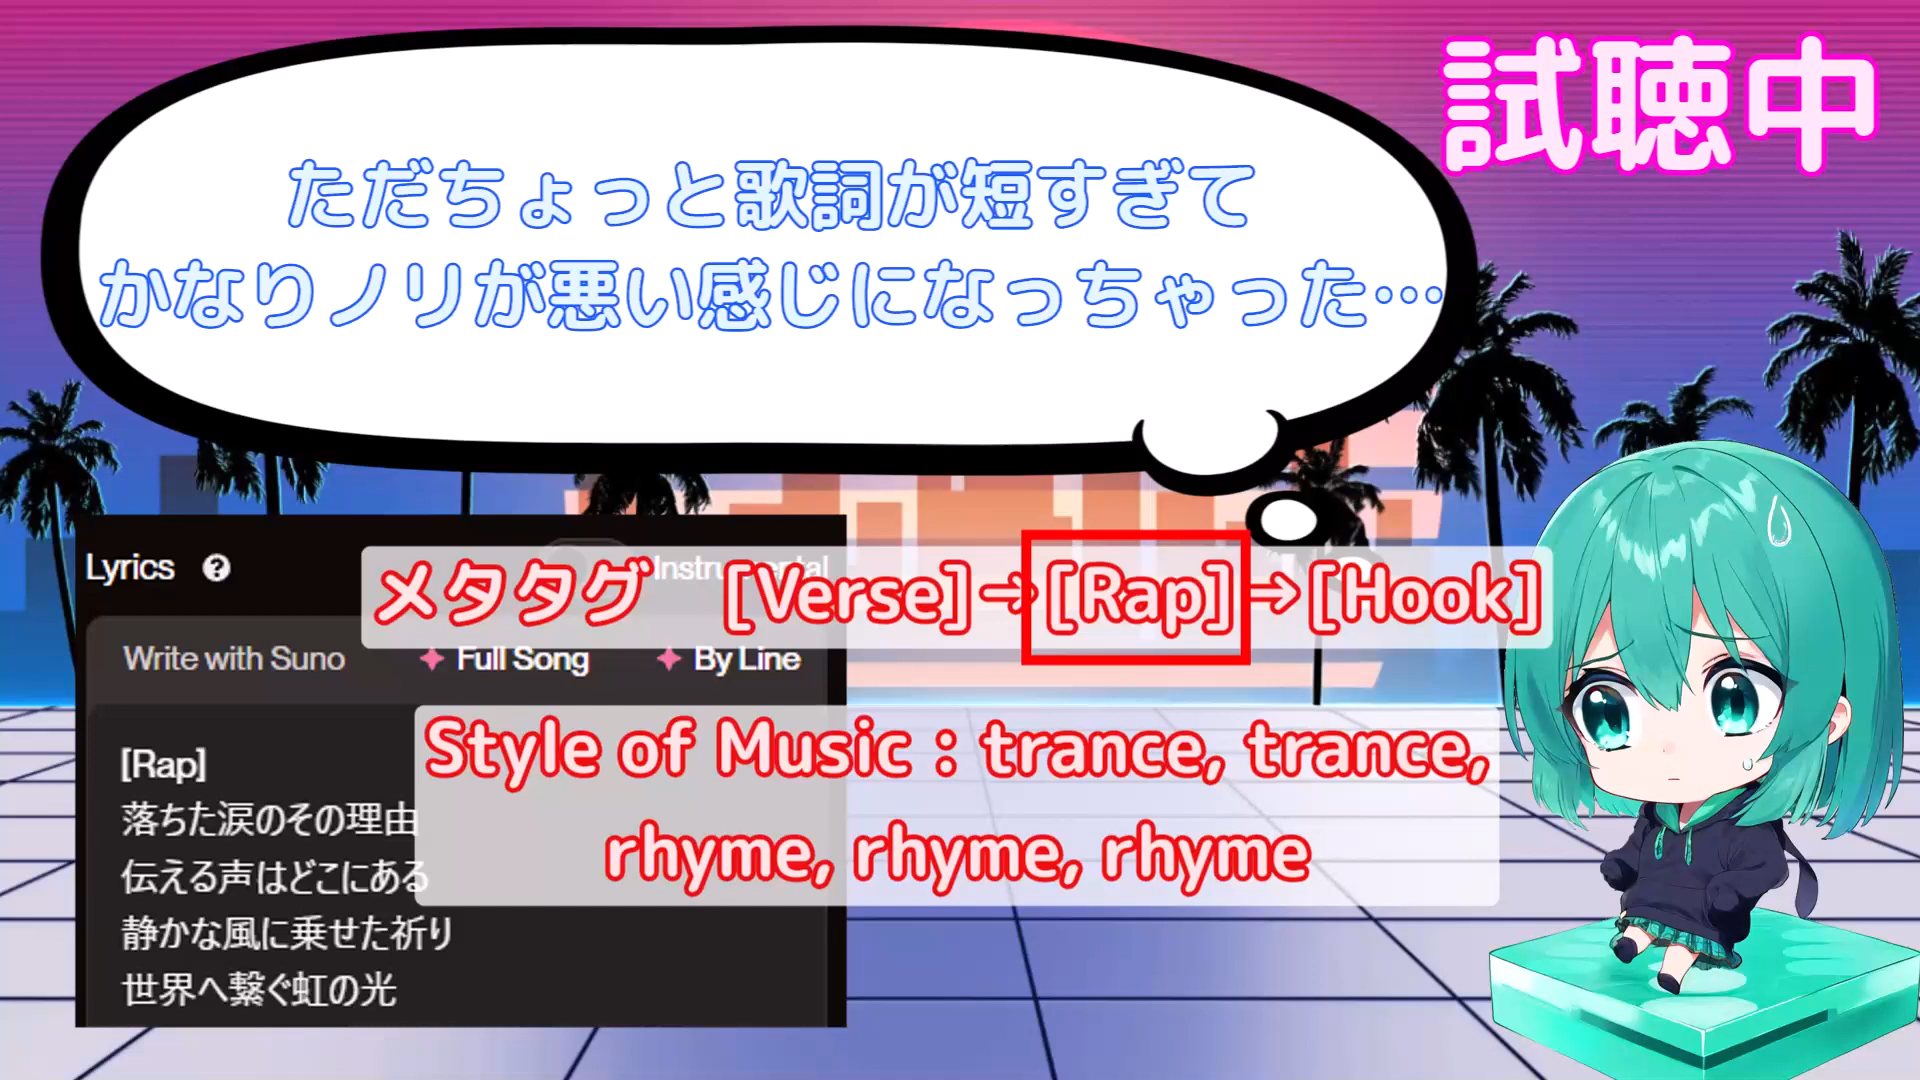 試聴中
ただちょっと歌詞が短すぎて
かなりノリが悪い感じになっちゃった…
Lyrics ?
Instrumental
メタタグ [Verse]→[Rap]→[Hook]
Write with Suno Full Song By Line
Style of Music : trance, trance,
rhyme, rhyme, rhyme
[Rap]
落ちた涙のその理由
伝える声はどこにある
静かな風に乗せた祈り
世界へ繋ぐ虹の光